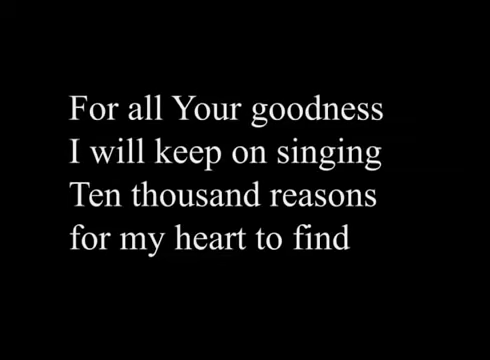 For all Your goodness
I will keep on singing
Ten thousand reasons
for my heart to find